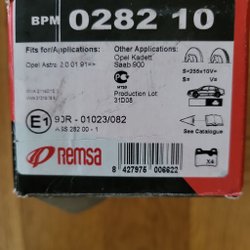 BPM 0282 10
Fits for/Applications:
Other Applications:
Opel Astra 2.0 01.91=>
Opel Kadett
Saab 900
S=255x10V=
S= V=
Production Lot
31D08
E1 90R - 01023/082
ASS 282 00 - 1
See Catalogue
REMSA
X4
8 427975 006622